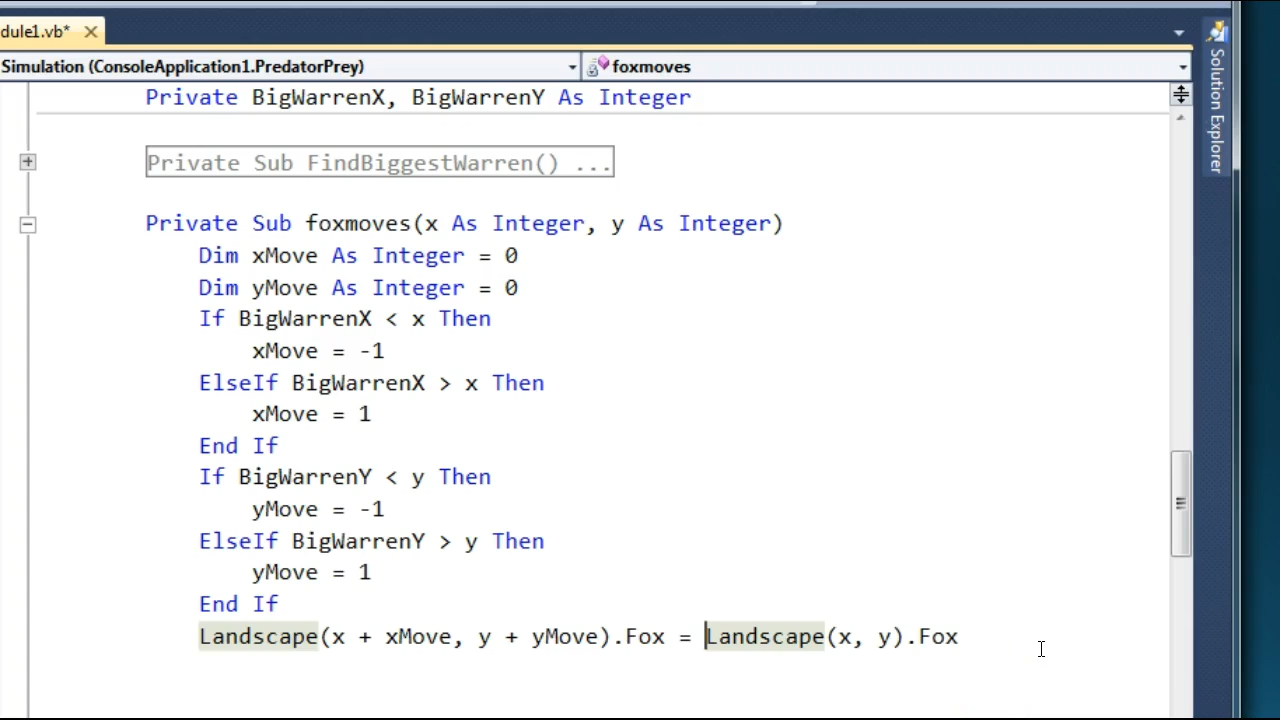 dule1.vb*
Simulation (ConsoleApplication1.PredatorPrey)
foxmoves
Solution Explorer
Private BigWarrenX, BigWarrenY As Integer
Private Sub FindBiggestWarren() ...
Private Sub foxmoves(x As Integer, y As Integer)
Dim xMove As Integer = 0
Dim yMove As Integer = 0
If BigWarrenX < x Then
xMove = -1
ElseIf BigWarrenX > x Then
xMove = 1
End If
If BigWarrenY < y Then
yMove = -1
ElseIf BigWarrenY > y Then
yMove = 1
End If
Landscape(x + xMove, y + yMove).Fox = Landscape(x, y).Fox